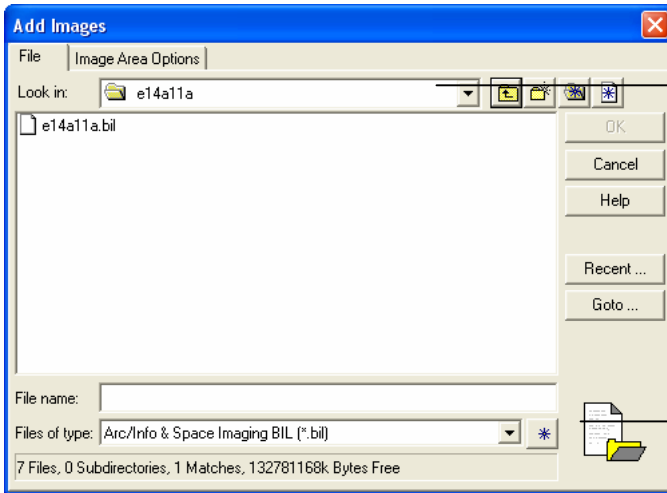 Add Images
File Image Area Options
Look in: e14a11a
e14a11a.bil
OK
Cancel
Help
Recent ...
Goto ...
File name:
Files of type: Arc/Info & Space Imaging BIL (*.bil)
7 Files, 0 Subdirectories, 1 Matches, 132781168k Bytes Free